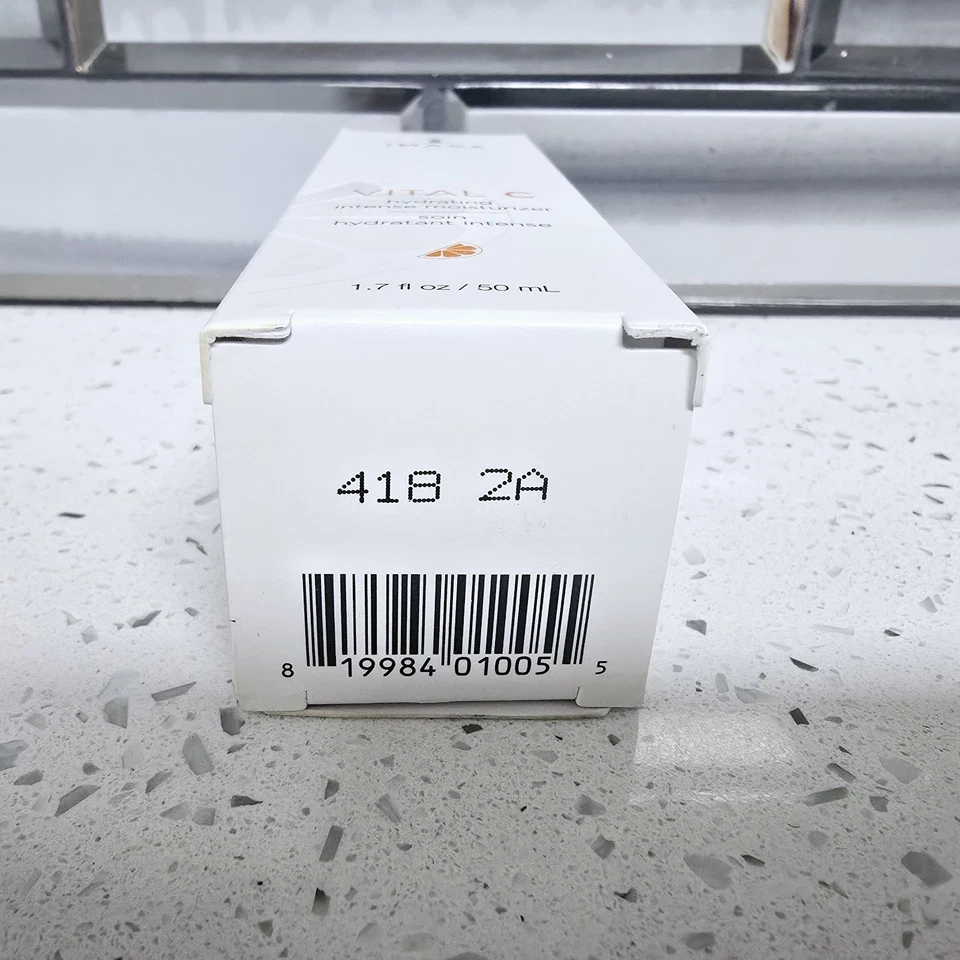 IMAGE
VITAL C
hydrating
intense moisturizer
soin
hydratant intense
1.7 fl oz / 50 mL
418 2A
8 19984 01005 5